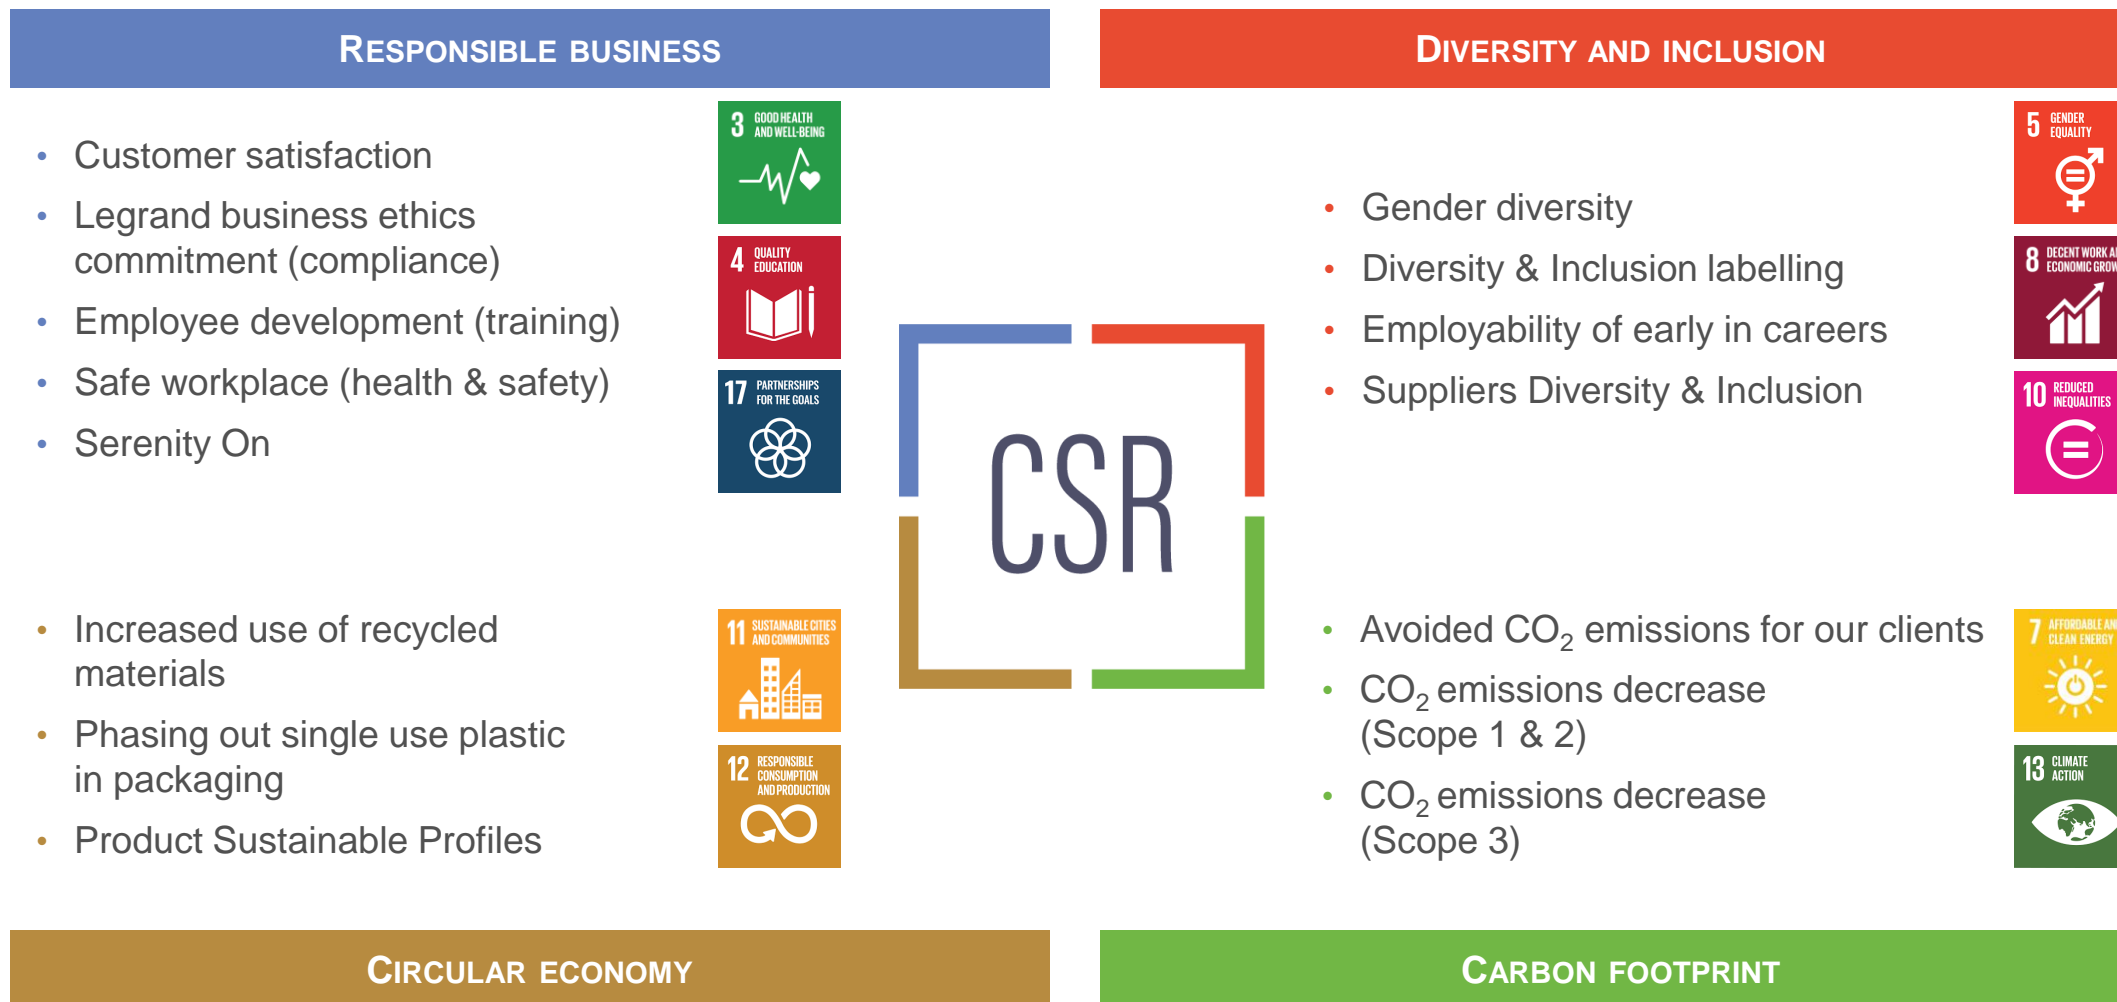 RESPONSIBLE BUSINESS
• Customer satisfaction
• Legrand business ethics
commitment (compliance)
• Employee development (training)
• Safe workplace (health & safety)
• Serenity On
3 GOOD HEALTH
AND WELL-BEING
4 QUALITY
EDUCATION
17 PARTNERSHIPS
FOR THE GOALS
DIVERSITY AND INCLUSION
• Gender diversity
• Diversity & Inclusion labelling
• Employability of early in careers
• Suppliers Diversity & Inclusion
5 GENDER
EQUALITY
8 DECENT WORK
ECONOMIC
10 REDUCED
INEQUALITIES
CSR
• Increased use of recycled
materials
• Phasing out single use plastic
in packaging
• Product Sustainable Profiles
11 SUSTAINABLE CITIES
AND COMMUNITIES
12 RESPONSIBLE
CONSUMPTION
AND PRODUCTION
CIRCULAR ECONOMY
• Avoided CO₂ emissions for our clients
• CO₂ emissions decrease
(Scope 1 & 2)
• CO₂ emissions decrease
(Scope 3)
7 AFFORDABLE AND
CLEAN ENERGY
13 CLIMATE
ACTION
CARBON FOOTPRINT